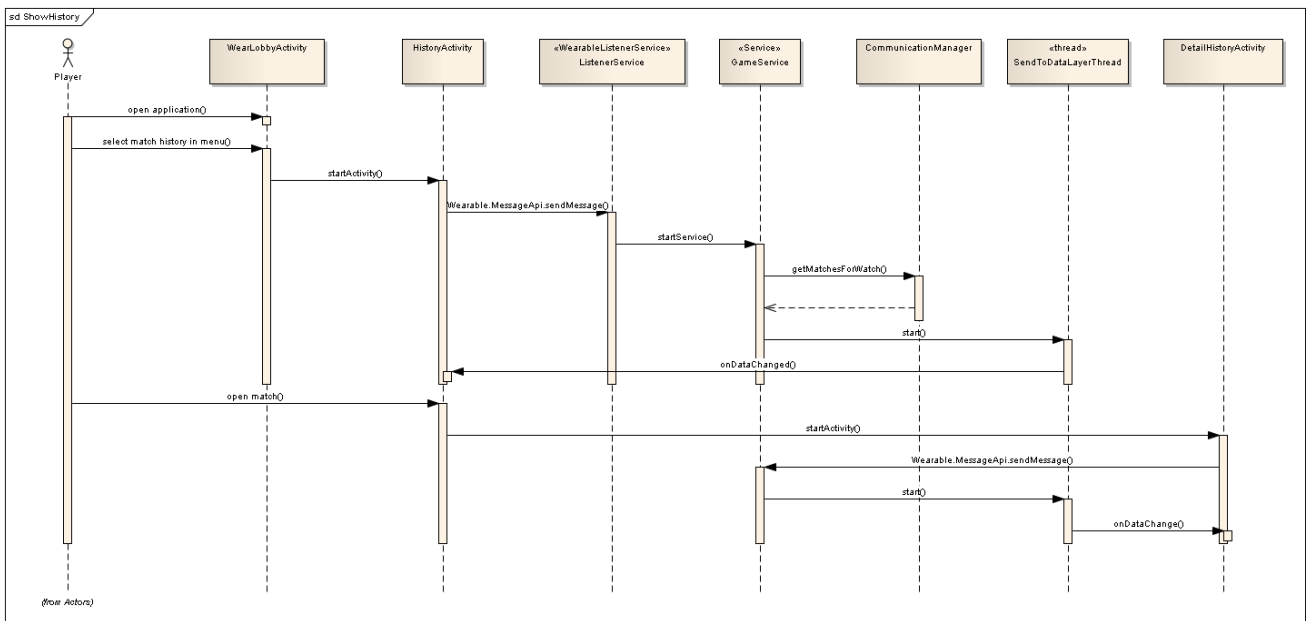 sd ShowHistory
WearLobbyActivity
HistoryActivity
«WearableListenerService»
ListenerService
«Service»
GameService
CommunicationManager
«thread»
SendToDataLayerThread
DetailHistoryActivity
Player
open application()
select match history in menu()
startActivity()
Wearable.MessageApi.sendMessage()
startService()
getMatchesForWatch()
start()
onDataChanged()
open match()
startActivity()
Wearable.MessageApi.sendMessage()
start()
onDataChange()
(from Actors)